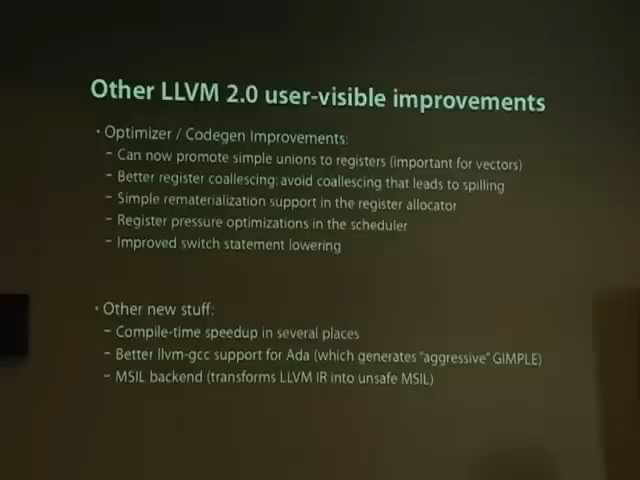 Other LLVM 2.0 user-visible improvements
• Optimizer / Codegen Improvements:
– Can now promote simple unions to registers (important for vectors)
– Better register coallescing: avoid coallescing that leads to spilling
– Simple rematerialization support in the register allocator
– Register pressure optimizations in the scheduler
– Improved switch statement lowering
• Other new stuff:
– Compile-time speedup in several places
– Better llvm-gcc support for Ada (which generates "aggressive" GIMPLE)
– MSIL backend (transforms LLVM IR into unsafe MSIL)